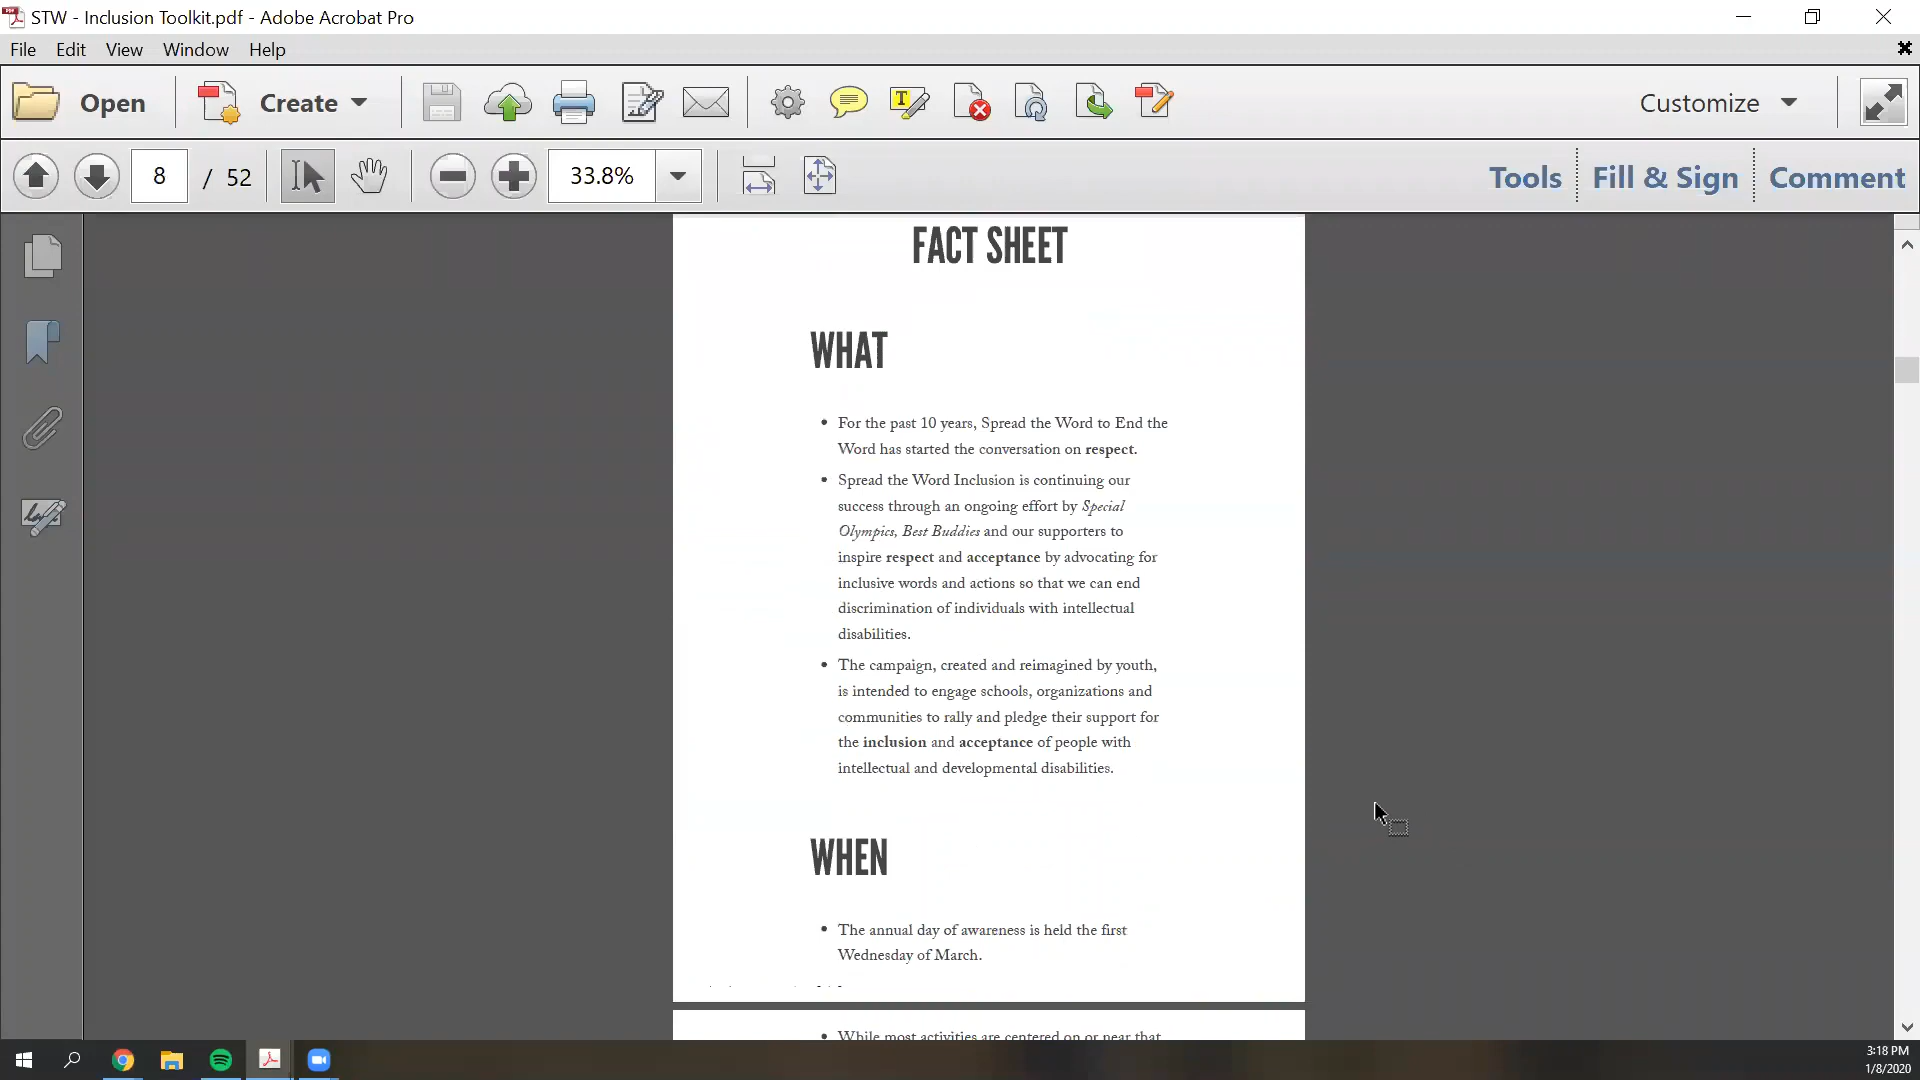 STW - Inclusion Toolkit.pdf - Adobe Acrobat Pro
File Edit View Window Help
Open Create Customize
8 / 52 33.8% Tools Fill & Sign Comment
FACT SHEET
WHAT
• For the past 10 years, Spread the Word to End the
Word has started the conversation on respect.
• Spread the Word Inclusion is continuing our
success through an ongoing effort by Special
Olympics, Best Buddies and our supporters to
inspire respect and acceptance by advocating for
inclusive words and actions so that we can end
discrimination of individuals with intellectual
disabilities.
• The campaign, created and reimagined by youth,
is intended to engage schools, organizations and
communities to rally and pledge their support for
the inclusion and acceptance of people with
intellectual and developmental disabilities.
WHEN
• The annual day of awareness is held the first
Wednesday of March.
• While most activities are centered on or near that
3:18 PM
1/8/2020